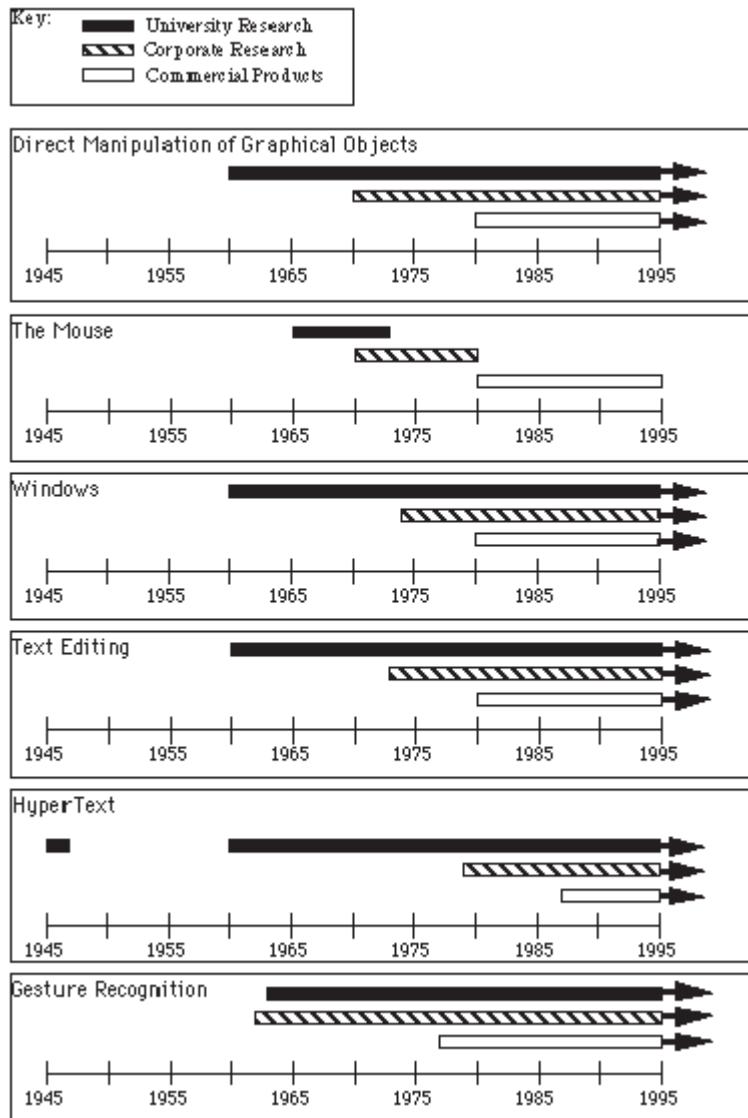 Key:
University Research
Corporate Research
Commercial Products
Direct Manipulation of Graphical Objects
1945 1955 1965 1975 1985 1995
The Mouse
1945 1955 1965 1975 1985 1995
Windows
1945 1955 1965 1975 1985 1995
Text Editing
1945 1955 1965 1975 1985 1995
HyperText
1945 1955 1965 1975 1985 1995
Gesture Recognition
1945 1955 1965 1975 1985 1995